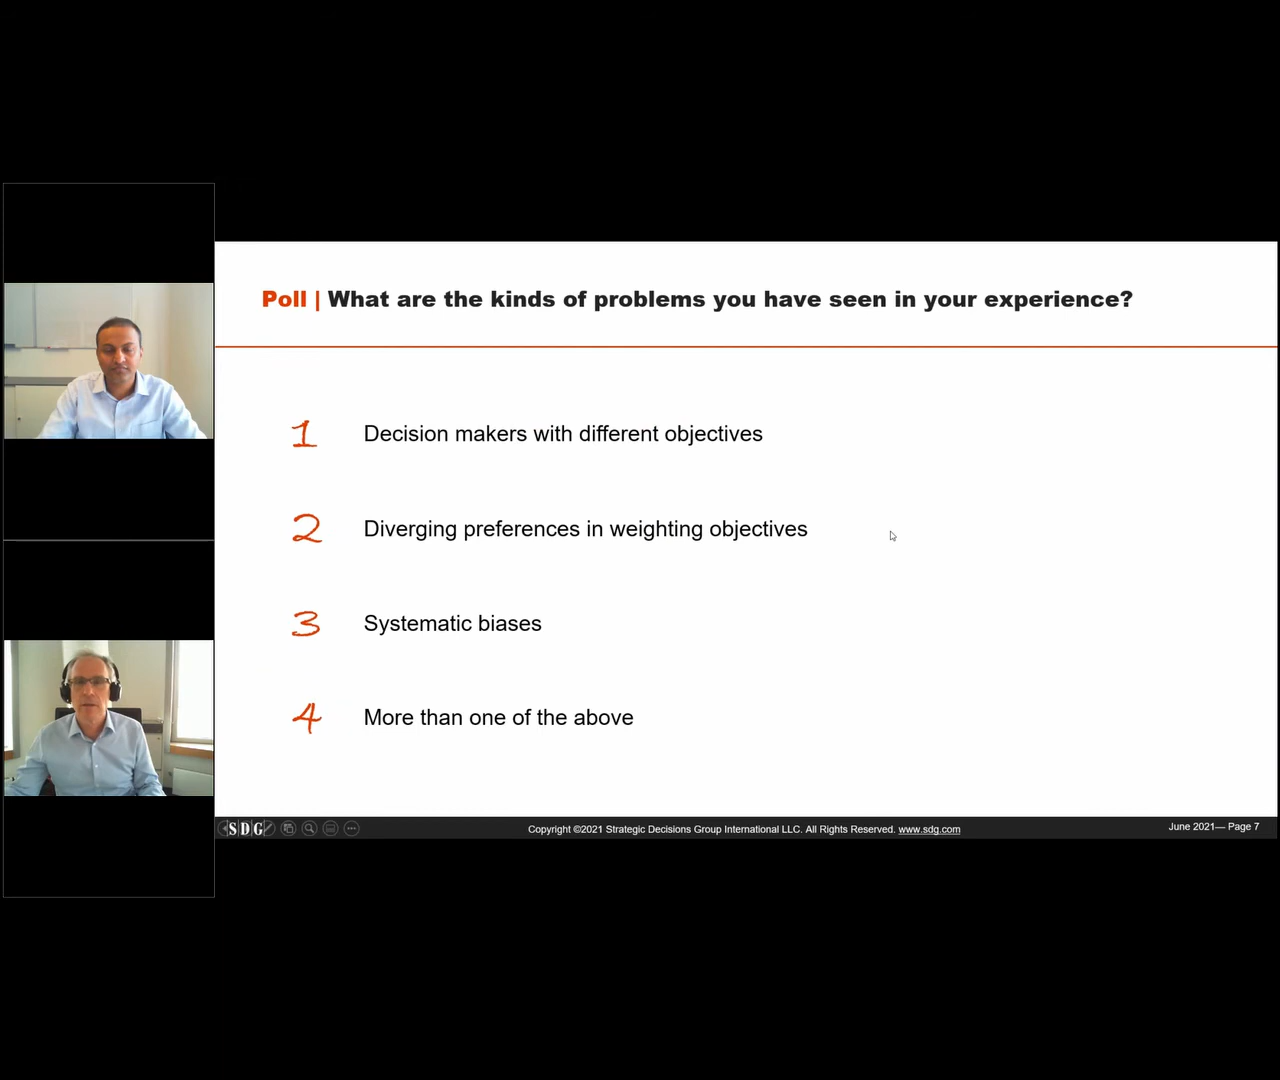 Poll | What are the kinds of problems you have seen in your experience?
1 Decision makers with different objectives
2 Diverging preferences in weighting objectives
3 Systematic biases
4 More than one of the above
SDG Copyright ©2021 Strategic Decisions Group International LLC. All Rights Reserved. www.sdg.com June 2021— Page 7